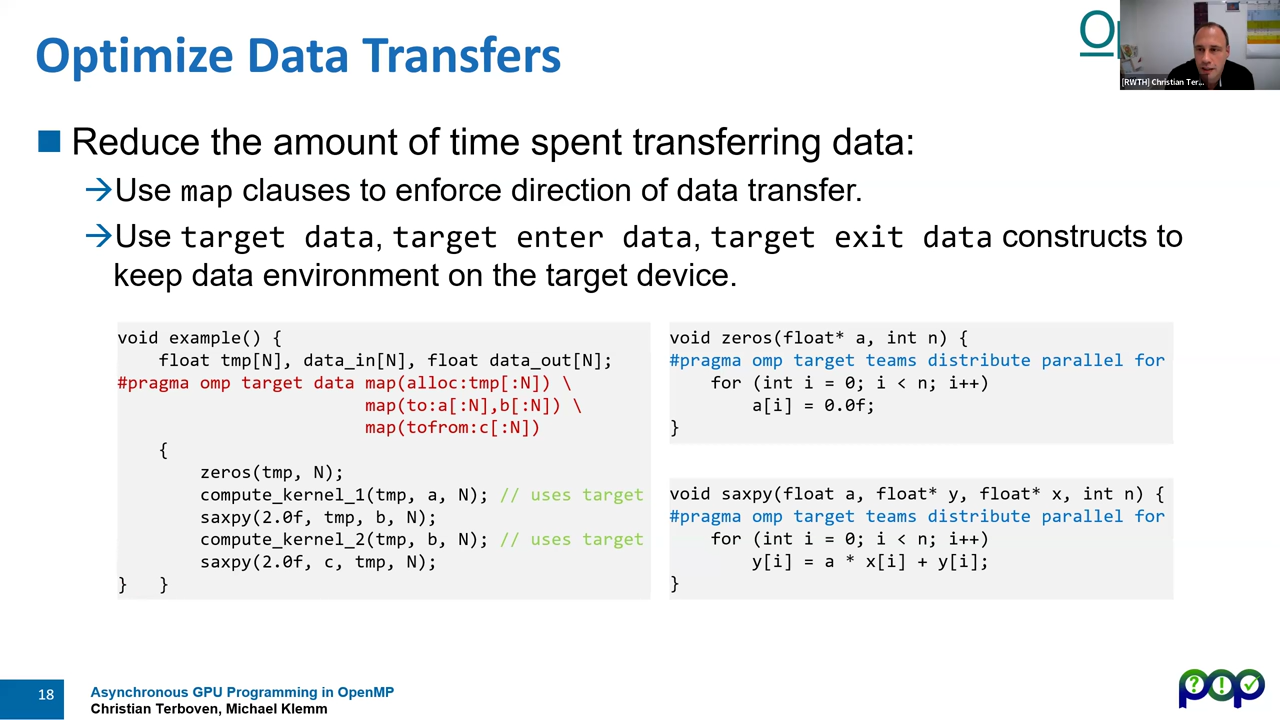 Optimize Data Transfers
[RWTH] Christian Ter...
Reduce the amount of time spent transferring data:
→Use map clauses to enforce direction of data transfer.
→Use target data, target enter data, target exit data constructs to
keep data environment on the target device.
void example() {
    float tmp[N], data_in[N], float data_out[N];
#pragma omp target data map(alloc:tmp[:N]) \
                        map(to:a[:N],b[:N]) \
                        map(tofrom:c[:N])
    {
        zeros(tmp, N);
        compute_kernel_1(tmp, a, N); // uses target
        saxpy(2.0f, tmp, b, N);
        compute_kernel_2(tmp, b, N); // uses target
        saxpy(2.0f, c, tmp, N);
}   }
void zeros(float* a, int n) {
#pragma omp target teams distribute parallel for
    for (int i = 0; i < n; i++)
        a[i] = 0.0f;
}
void saxpy(float a, float* y, float* x, int n) {
#pragma omp target teams distribute parallel for
    for (int i = 0; i < n; i++)
        y[i] = a * x[i] + y[i];
}
18
Asynchronous GPU Programming in OpenMP
Christian Terboven, Michael Klemm
pop